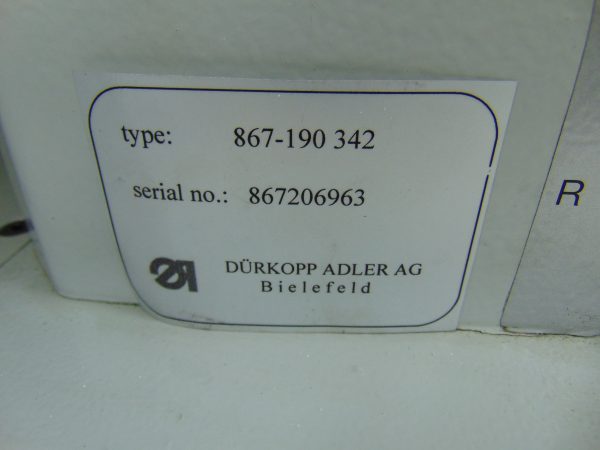 type: 867-190 342
serial no.: 867206963
DÜRKOPP ADLER AG
Bielefeld
R